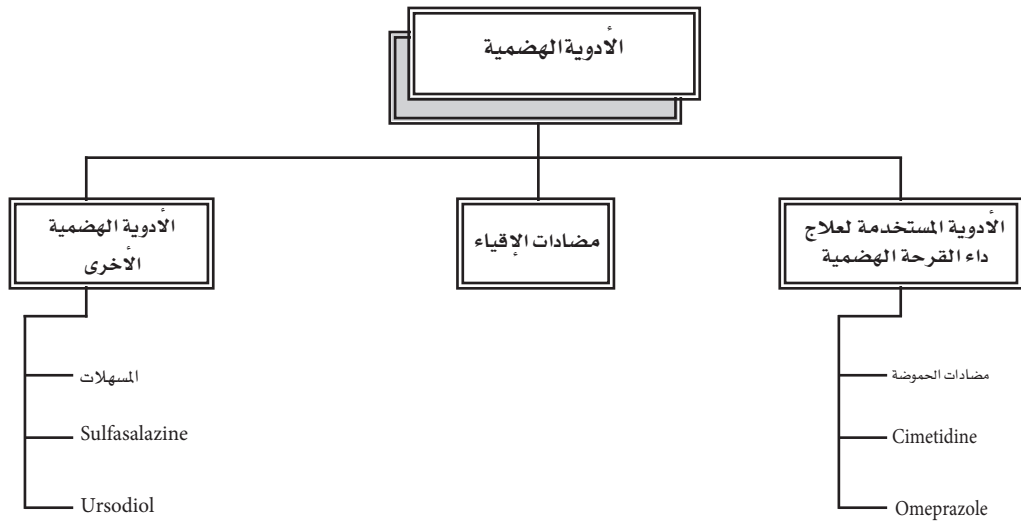 الأدوية الهضمية
الأدوية المستخدمة لعلاج
داء القرحة الهضمية
مضادات الحموضة
Cimetidine
Omeprazole
مضادات الإقياء
الأدوية الهضمية
الأخرى
المسهلات
Sulfasalazine
Ursodiol